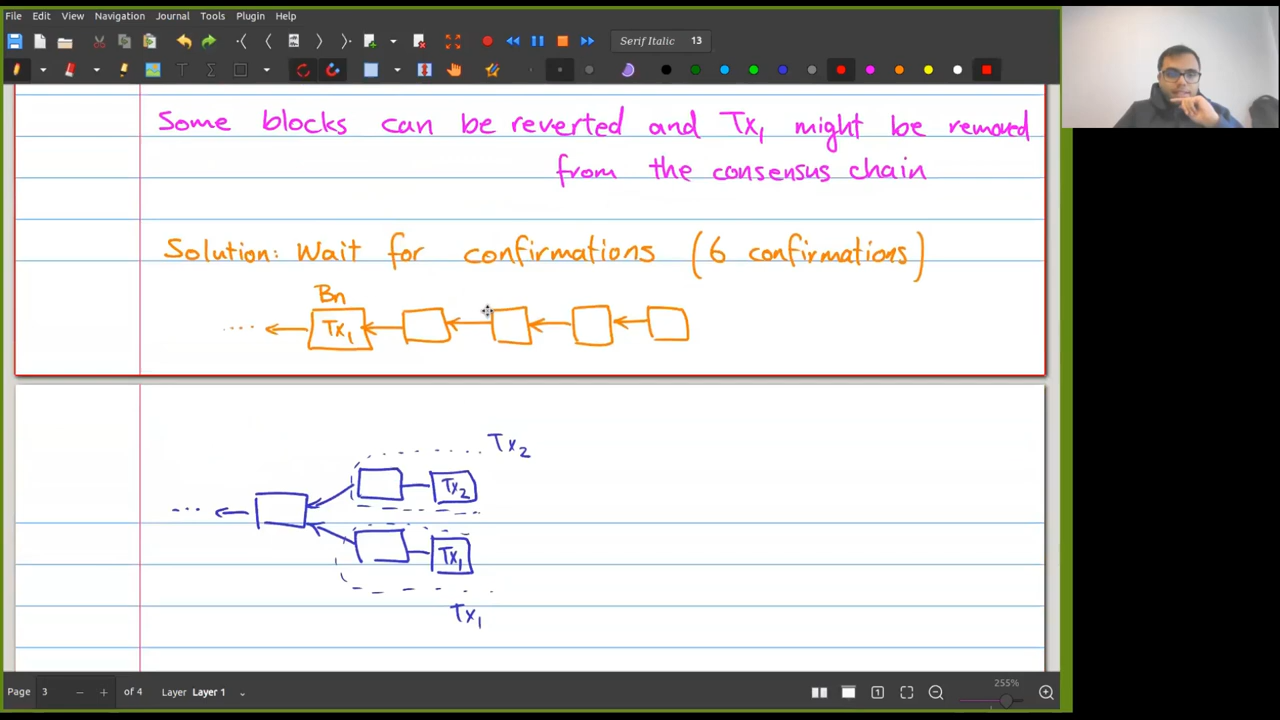 File Edit View Navigation Journal Tools Plugin Help
Serif Italic 13
Some blocks can be reverted and Tx₁ might be removed
from the consensus chain
Solution: Wait for confirmations (6 confirmations)
Bn
.... Tx₁
Tx₂
Tx₂
...
Tx₁
Tx₁
Page 3 of 4 Layer Layer 1 255%